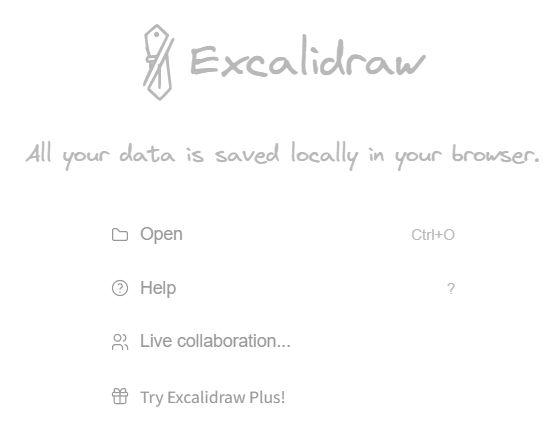 Excalidraw
All your data is saved locally in your browser.
Open Ctrl+O
Help ?
Live collaboration...
Try Excalidraw Plus!